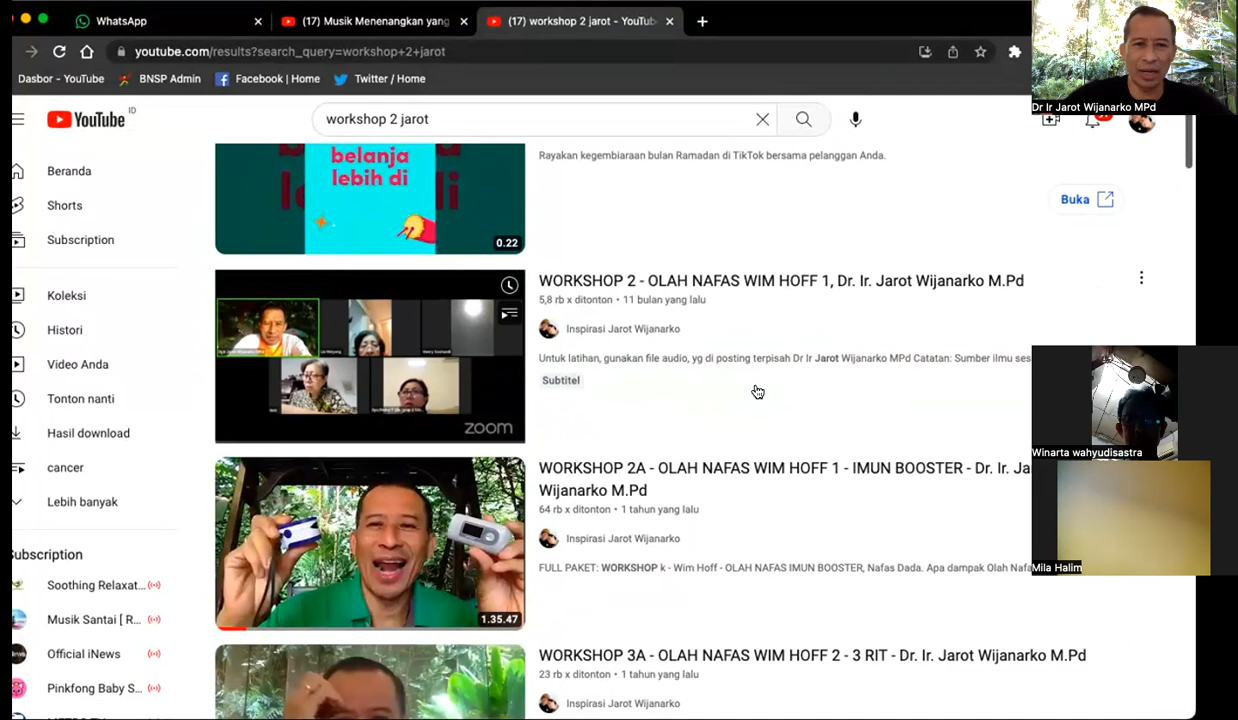 WhatsApp
(17) Musik Menenangkan yang
(17) workshop 2 jarot - YouTub
youtube.com/results?search_query=workshop+2+jarot
Dasbor - YouTube
BNSP Admin
Facebook | Home
Twitter / Home
Dr Ir Jarot Wijanarko MPd
YouTube ID
workshop 2 jarot
Beranda
Shorts
Subscription
Koleksi
Histori
Video Anda
Tonton nanti
Hasil download
cancer
Lebih banyak
Subscription
Soothing Relaxat...
Musik Santai [ R...
Official iNews
Pinkfong Baby S...
belanja
lebih di
0.22
Rayakan kegembiraan bulan Ramadan di TikTok bersama pelanggan Anda.
Buka
zoom
WORKSHOP 2 - OLAH NAFAS WIM HOFF 1, Dr. Ir. Jarot Wijanarko M.Pd
5,8 rb x ditonton • 11 bulan yang lalu
Inspirasi Jarot Wijanarko
Untuk latihan, gunakan file audio, yg di posting terpisah Dr Ir Jarot Wijanarko MPd Catatan: Sumber ilmu ses
Subtitel
1.35.47
WORKSHOP 2A - OLAH NAFAS WIM HOFF 1 - IMUN BOOSTER - Dr. Ir. Ja
Wijanarko M.Pd
64 rb x ditonton • 1 tahun yang lalu
Inspirasi Jarot Wijanarko
FULL PAKET: WORKSHOP k - Wim Hoff - OLAH NAFAS IMUN BOOSTER, Nafas Dada. Apa dampak Olah Nafa
WORKSHOP 3A - OLAH NAFAS WIM HOFF 2 - 3 RIT - Dr. Ir. Jarot Wijanarko M.Pd
23 rb x ditonton • 1 tahun yang lalu
Inspirasi Jarot Wijanarko
Winarta wahyudisastra
Mila Halim